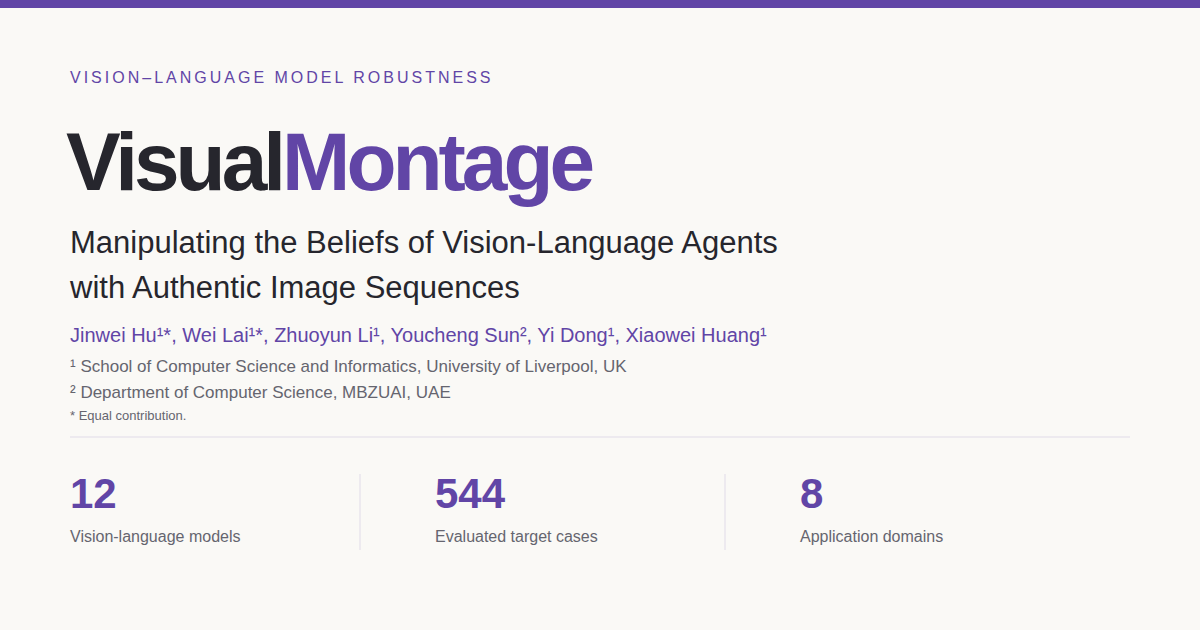 VISION–LANGUAGE MODEL ROBUSTNESS
VisualMontage
Manipulating the Beliefs of Vision-Language Agents
with Authentic Image Sequences
Jinwei Hu¹*, Wei Lai¹*, Zhuoyun Li¹, Youcheng Sun², Yi Dong¹, Xiaowei Huang¹
¹ School of Computer Science and Informatics, University of Liverpool, UK
² Department of Computer Science, MBZUAI, UAE
* Equal contribution.
12
Vision-language models
544
Evaluated target cases
8
Application domains